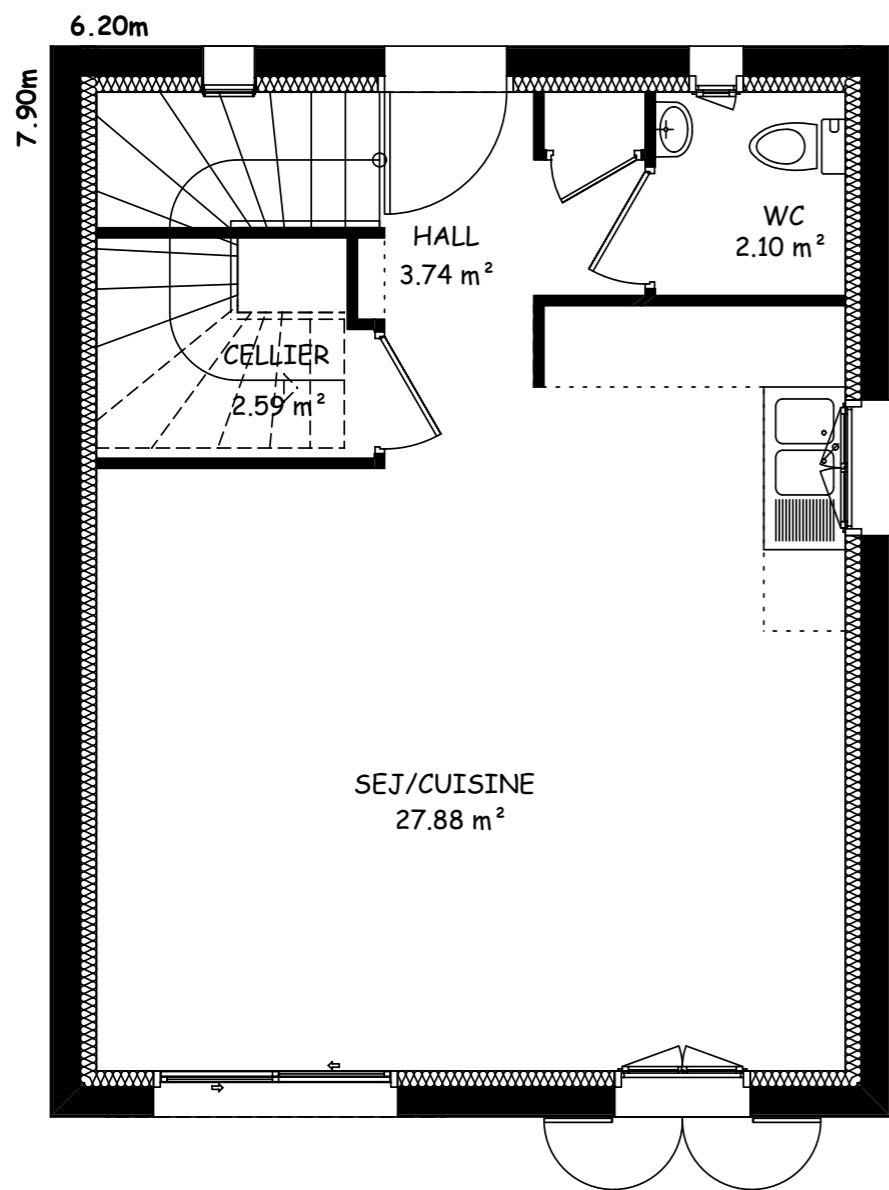 6.20m
7.90m
WC
2.10 m²
HALL
3.74 m²
CELLIER
2.59 m²
SEJ/CUISINE
27.88 m²